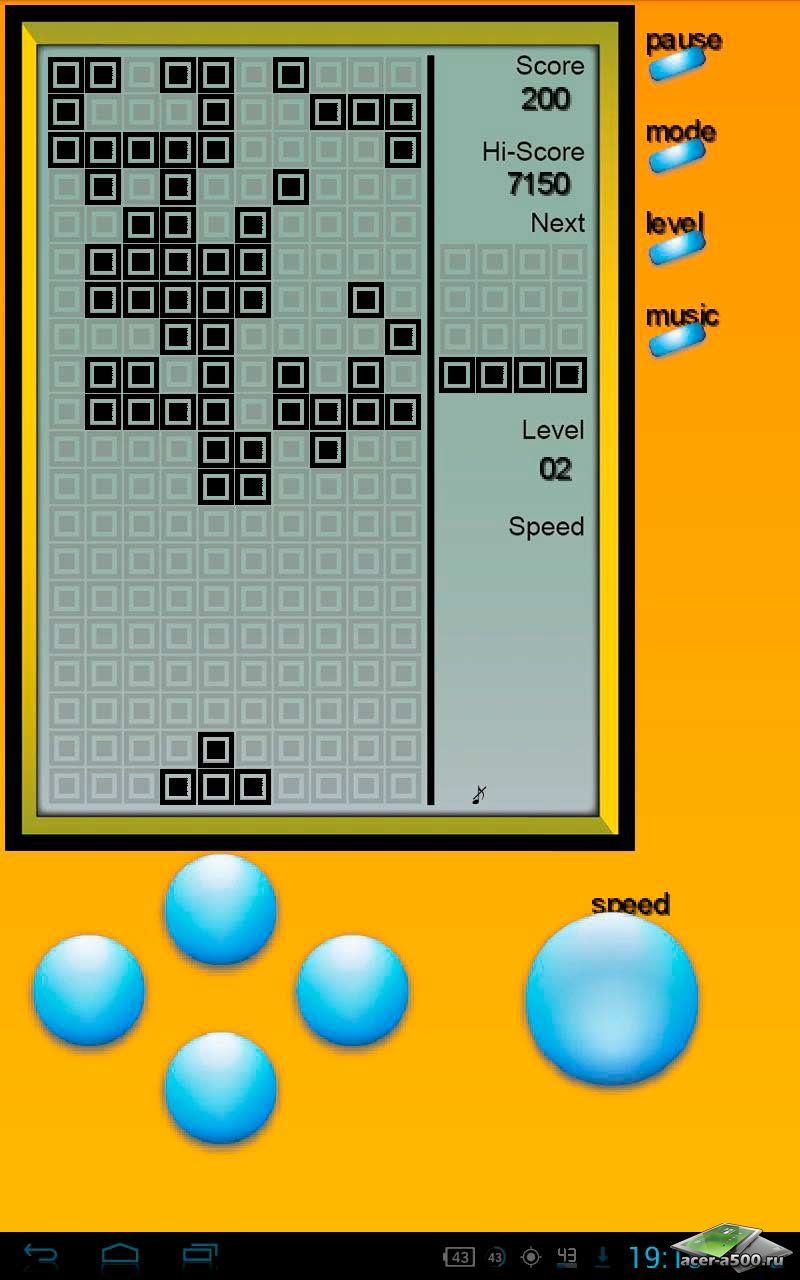 pause
Score
200
mode
Hi-Score
7150
level
Next
music
Level
02
Speed
speed
43
43
43
acer-a500.ru